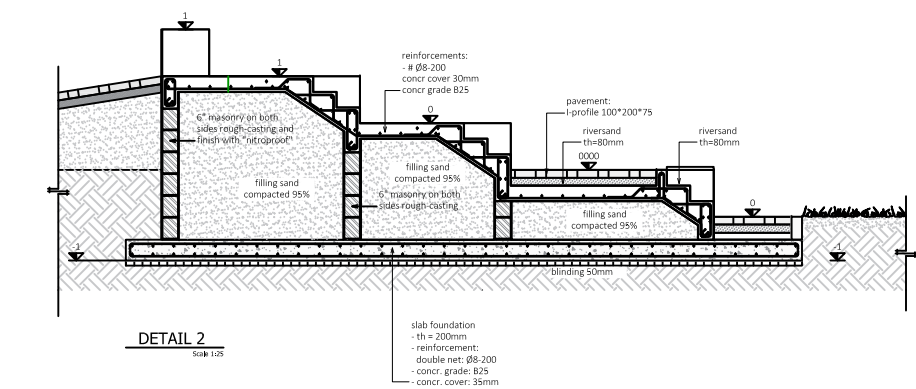 1
1
reinforcements:
- # Ø8-200
concr cover 30mm
concr grade B25
0
pavement:
I-profile 100*200*75
riversand
th=80mm
riversand
th=80mm
0000
6" masonry on both
sides rough-casting and
finish with "nitroproof"
filling sand
compacted 95%
filling sand
compacted 95%
6" masonry on both
sides rough-casting
filling sand
compacted 95%
0
-1
-1
blinding 50mm
DETAIL 2
Scale 1:25
slab foundation
- th = 200mm
- reinforcement:
double net: Ø8-200
- concr. grade: B25
- concr. cover: 35mm